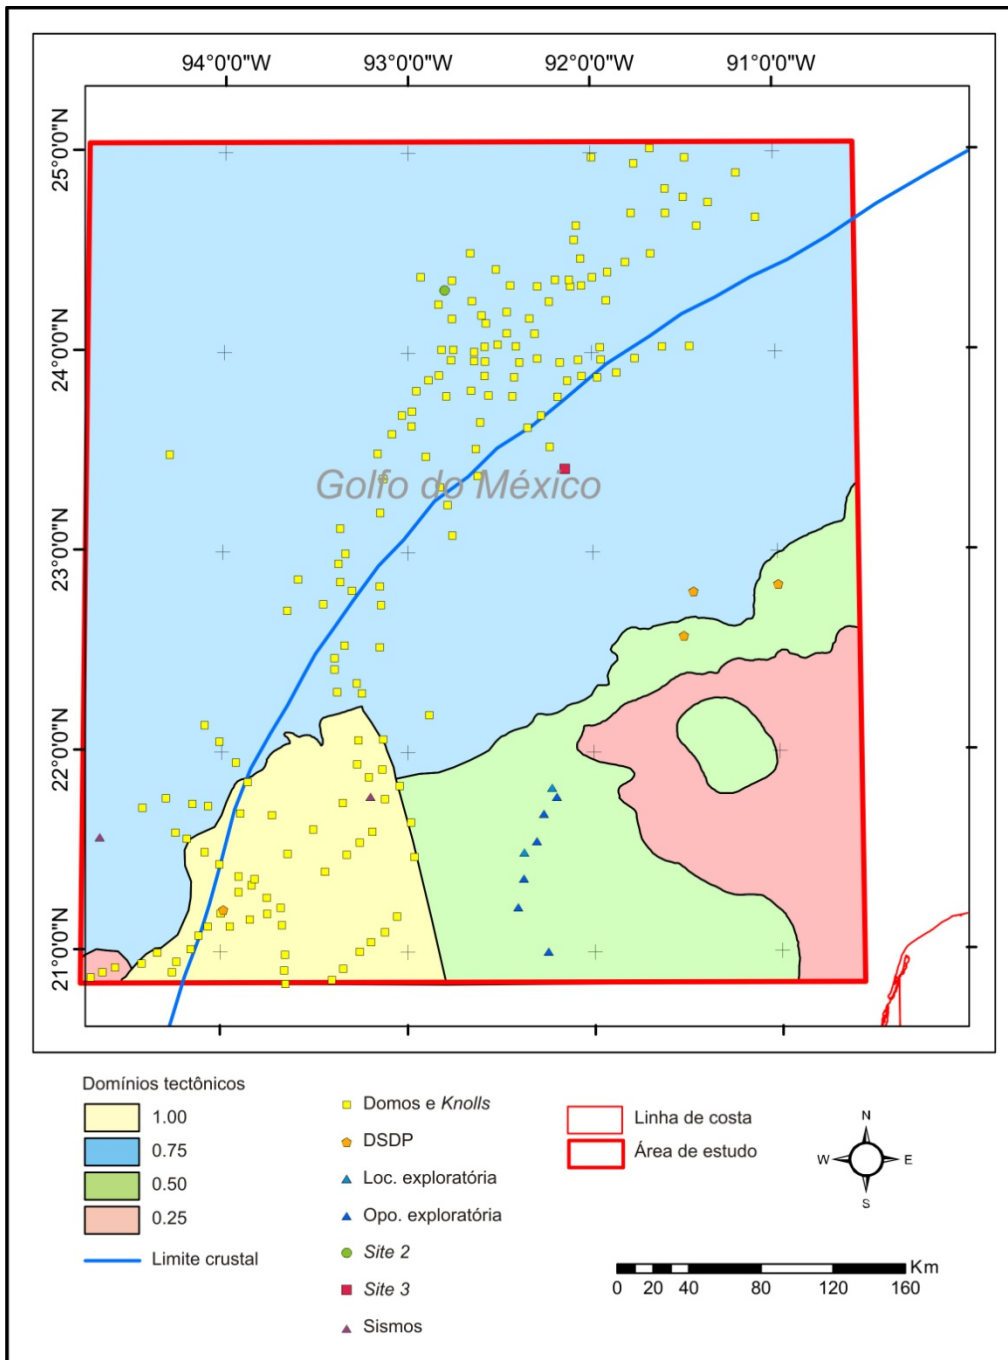 94°0'0"W 93°0'0"W 92°0'0"W 91°0'0"W
25°0'0"N
24°0'0"N
23°0'0"N
22°0'0"N
21°0'0"N
Golfo do México
Domínios tectônicos
1.00
0.75
0.50
0.25
Limite crustal
Domos e Knolls
DSDP
Loc. exploratória
Opo. exploratória
Site 2
Site 3
Sismos
Linha de costa
Área de estudo
N
W E
S
Km
0 20 40 80 120 160